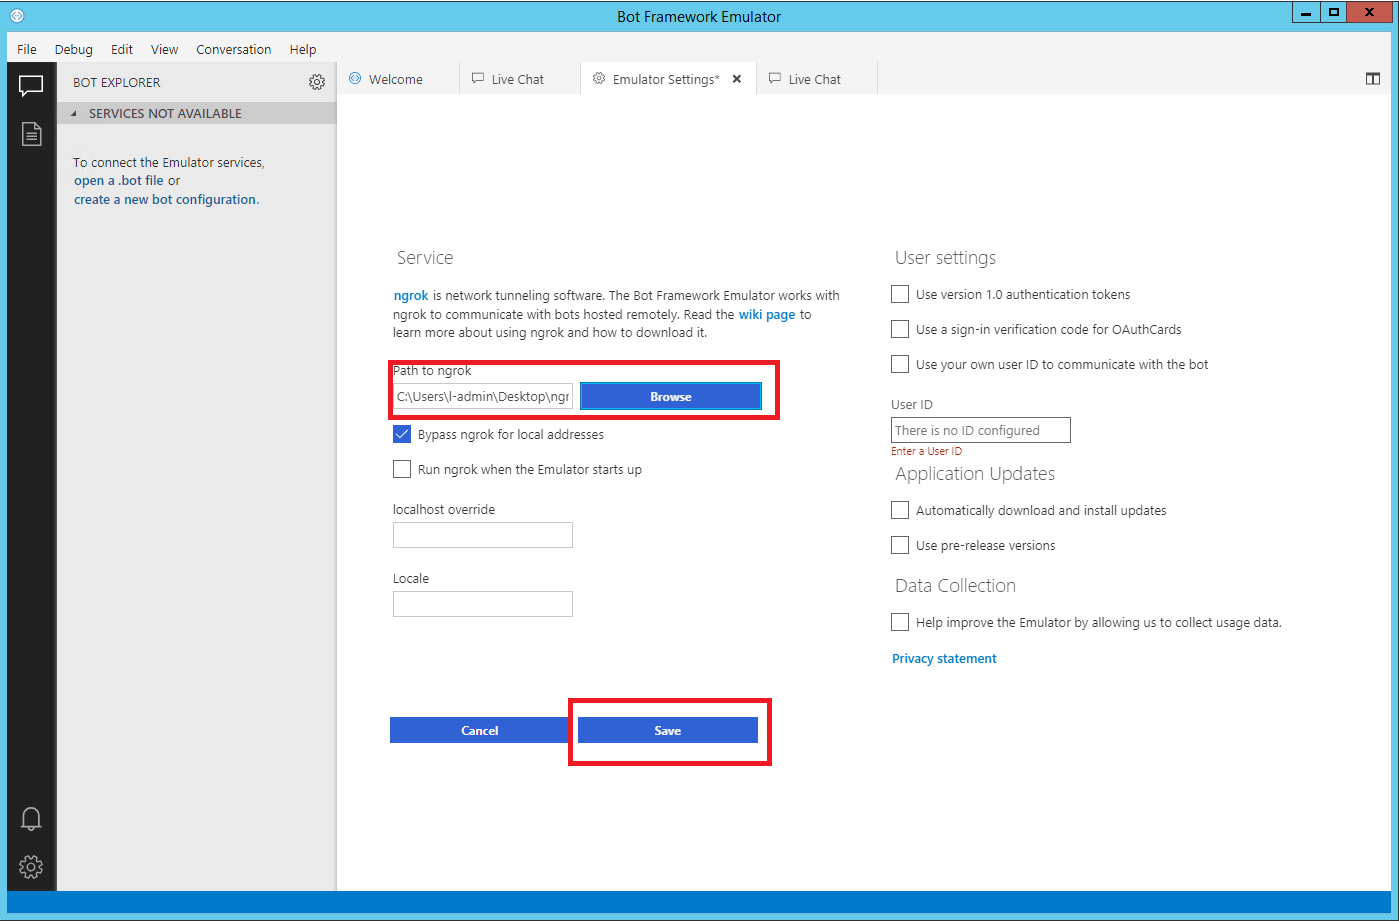 Bot Framework Emulator
File Debug Edit View Conversation Help
BOT EXPLORER
SERVICES NOT AVAILABLE
To connect the Emulator services,
open a .bot file or
create a new bot configuration.
Welcome
Live Chat
Emulator Settings*
Live Chat
Service
ngrok is network tunneling software. The Bot Framework Emulator works with
ngrok to communicate with bots hosted remotely. Read the wiki page to
learn more about using ngrok and how to download it.
Path to ngrok
C:\Users\l-admin\Desktop\ngr
Browse
Bypass ngrok for local addresses
Run ngrok when the Emulator starts up
localhost override
Locale
Cancel
Save
User settings
Use version 1.0 authentication tokens
Use a sign-in verification code for OAuthCards
Use your own user ID to communicate with the bot
User ID
There is no ID configured
Enter a User ID
Application Updates
Automatically download and install updates
Use pre-release versions
Data Collection
Help improve the Emulator by allowing us to collect usage data.
Privacy statement